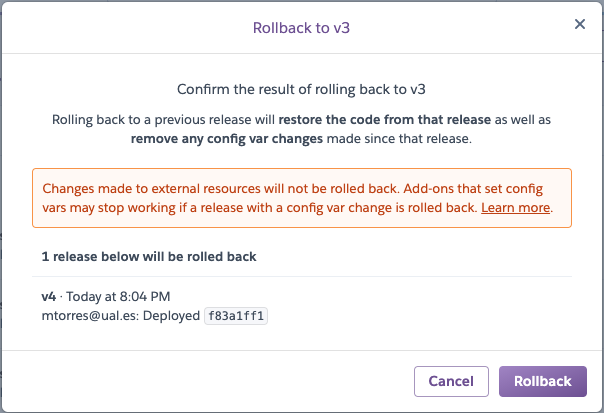 Rollback to v3
×
Confirm the result of rolling back to v3
Rolling back to a previous release will restore the code from that release as well as
remove any config var changes made since that release.
Changes made to external resources will not be rolled back. Add-ons that set config
vars may stop working if a release with a config var change is rolled back. Learn more.
1 release below will be rolled back
v4 · Today at 8:04 PM
mtorres@ual.es: Deployed f83a1ff1
Cancel Rollback